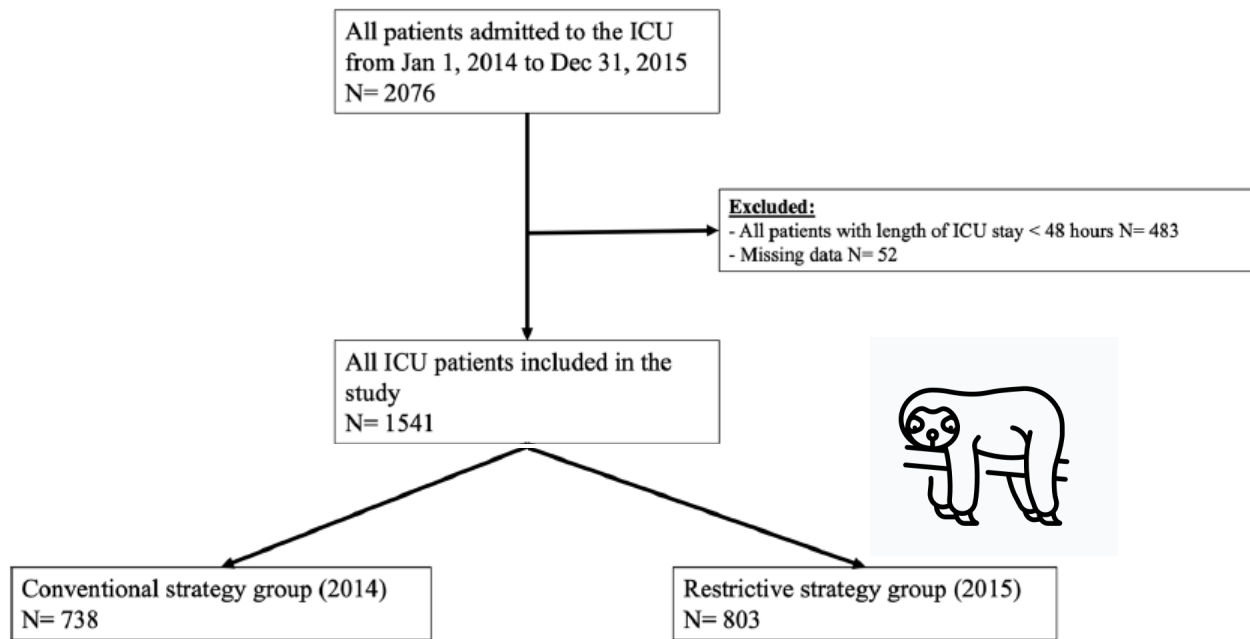 All patients admitted to the ICU
from Jan 1, 2014 to Dec 31, 2015
N= 2076
Excluded:
- All patients with length of ICU stay < 48 hours N= 483
- Missing data N= 52
All ICU patients included in the
study
N= 1541
Conventional strategy group (2014)
N= 738
Restrictive strategy group (2015)
N= 803